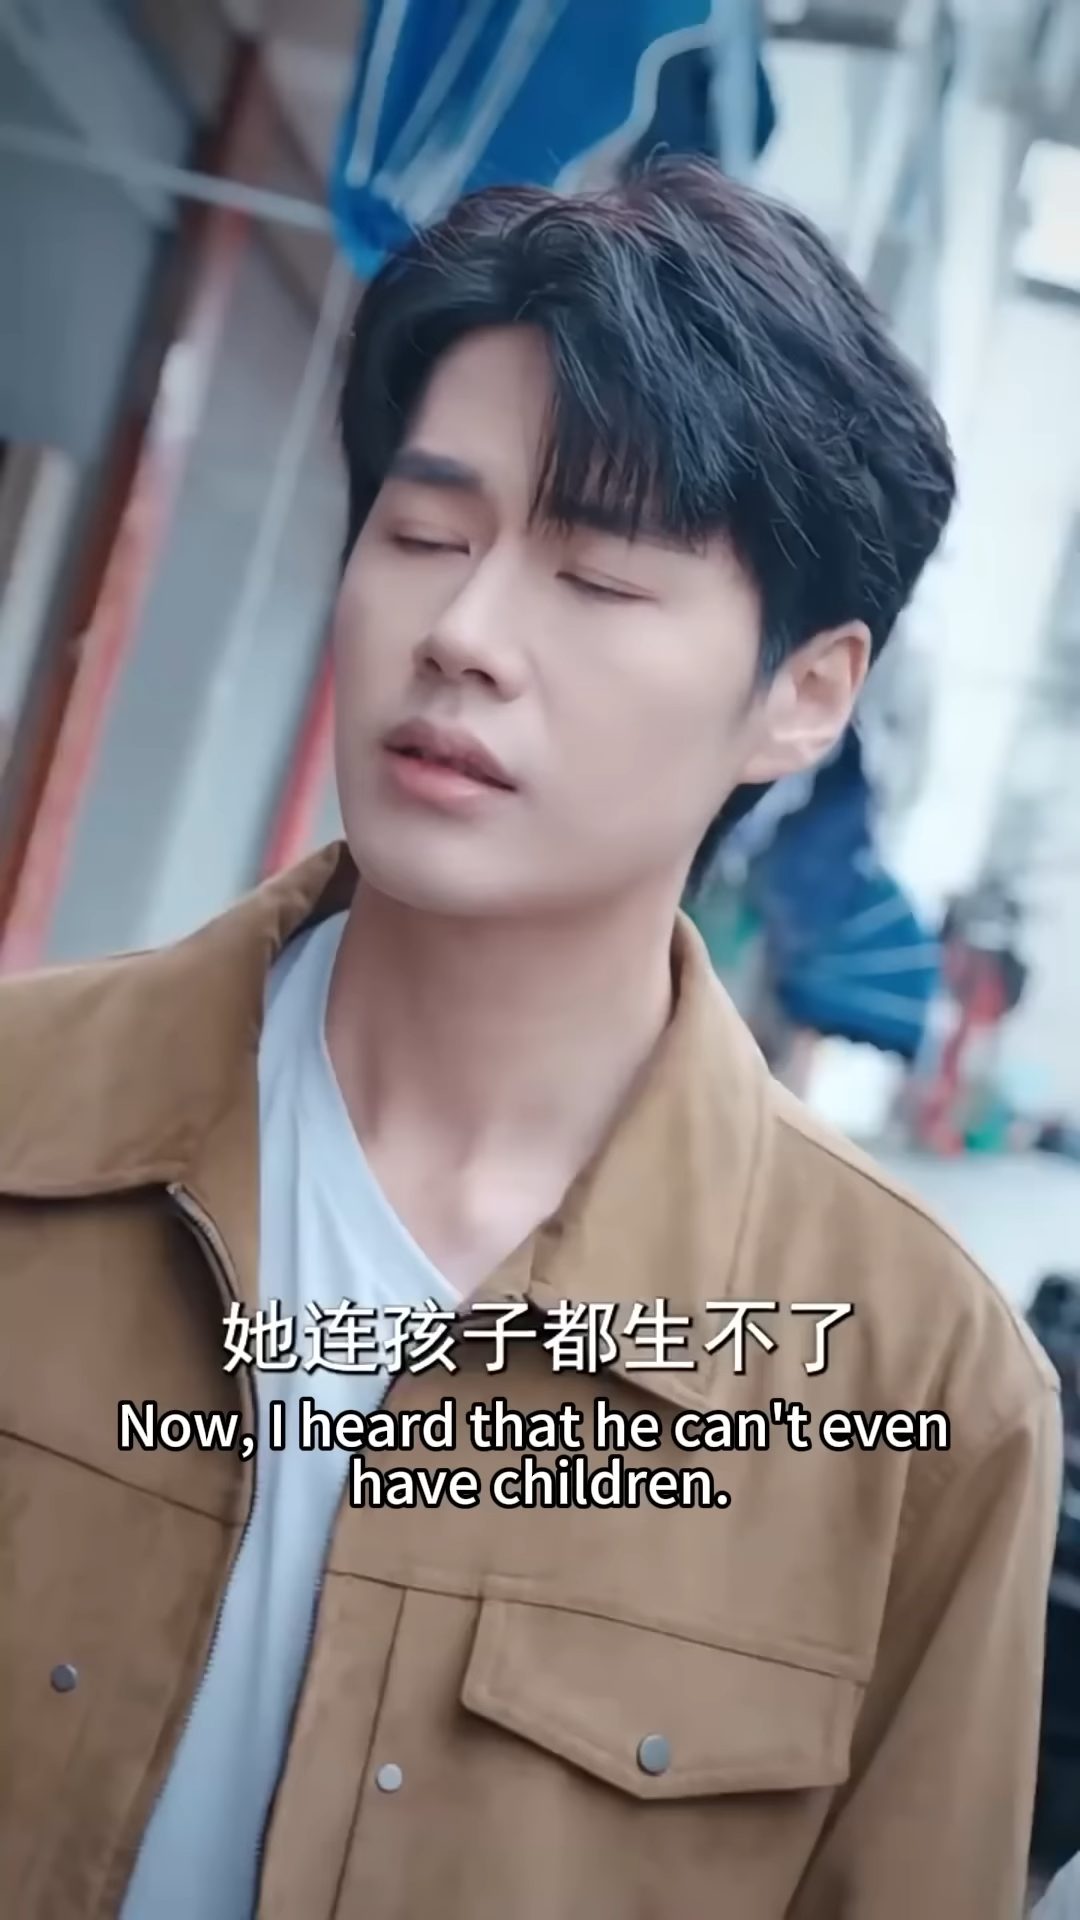 她连孩子都生不了
Now, I heard that he can't even
have children.